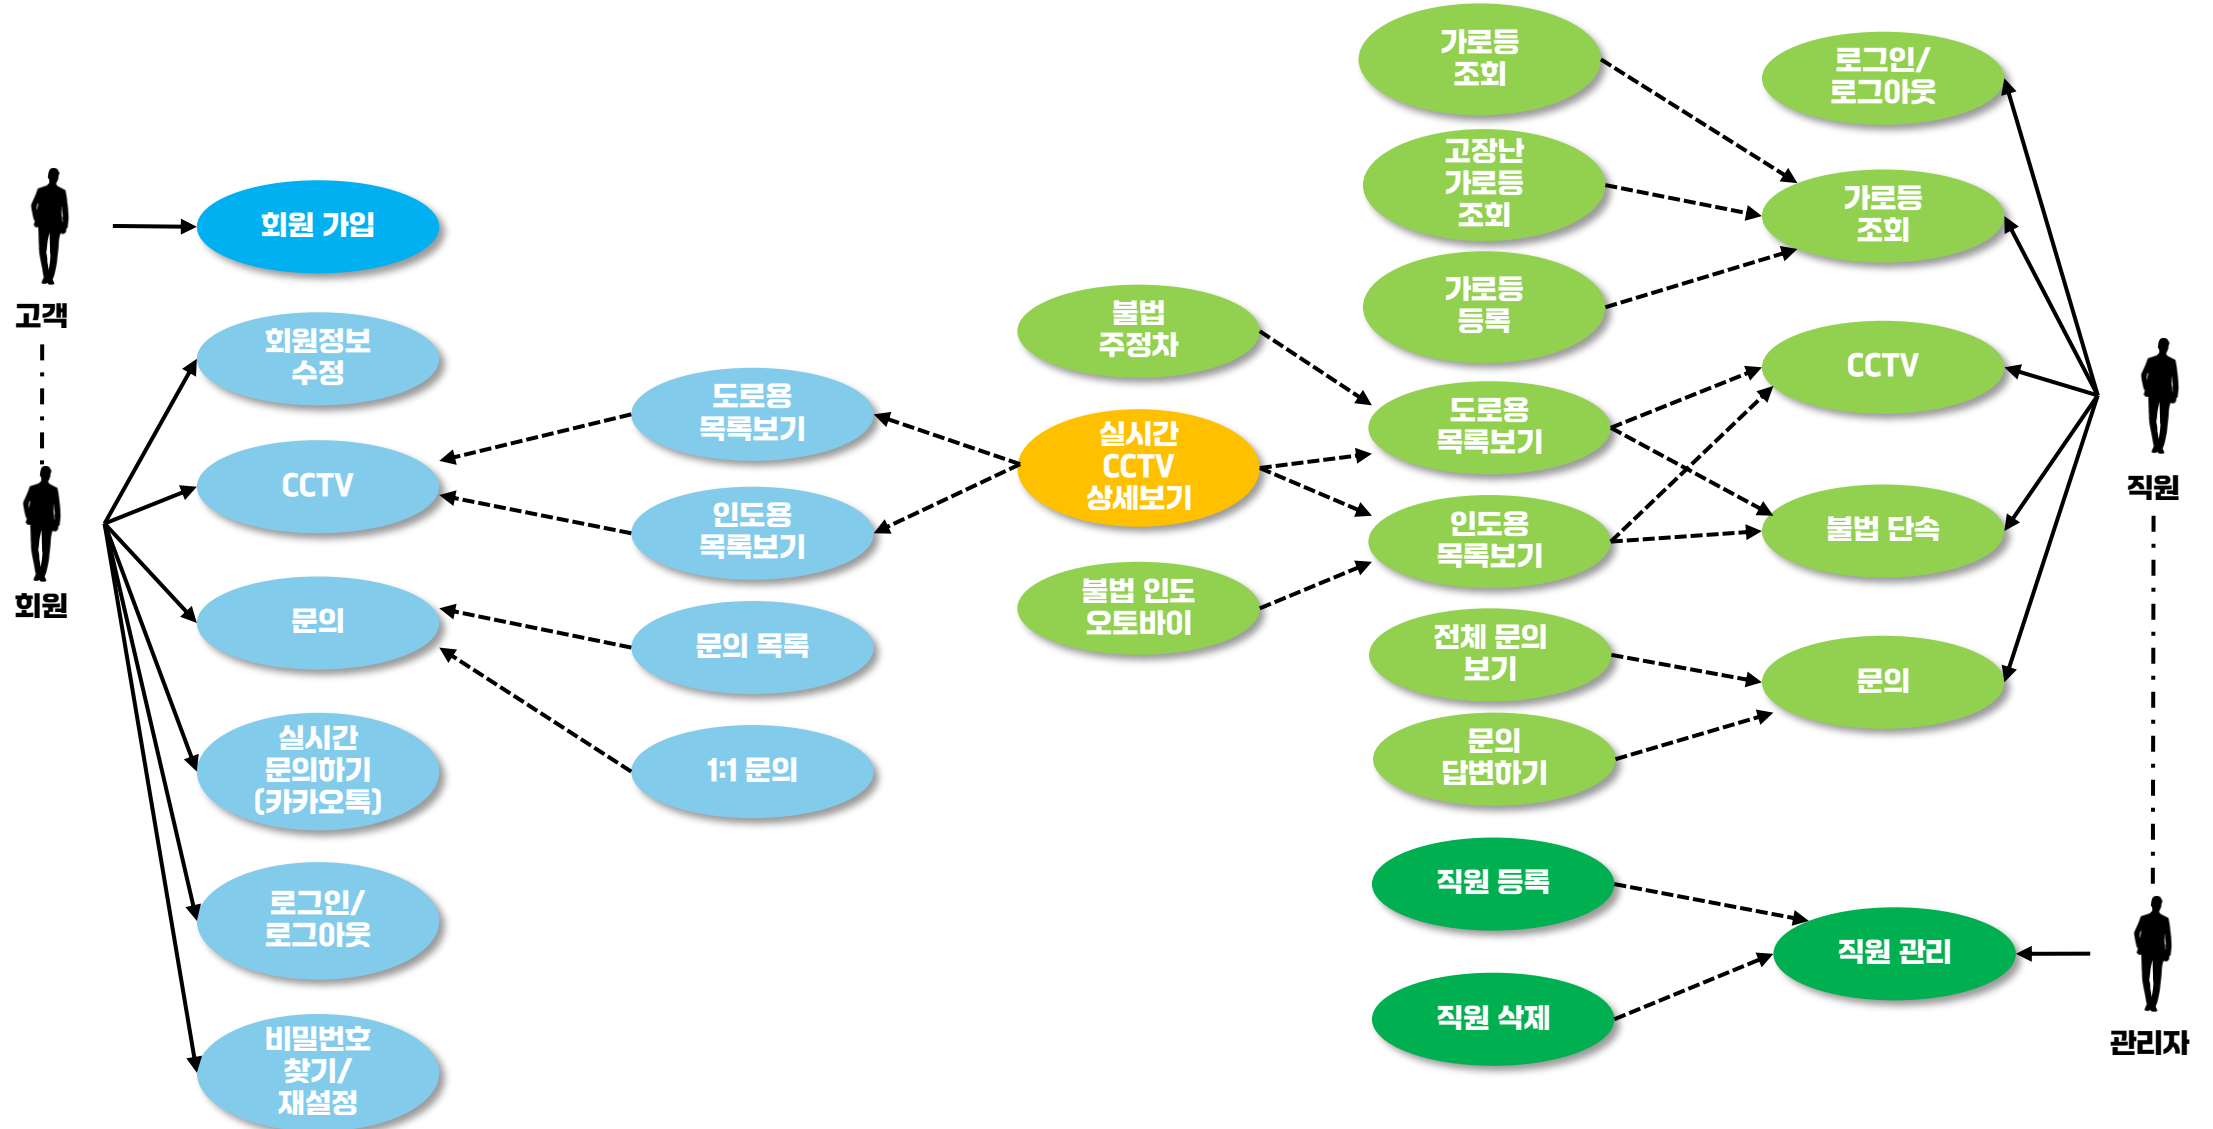 고객
회원
회원 가입
회원정보
수정
CCTV
문의
실시간
문의하기
(카카오톡)
로그인/
로그아웃
비밀번호
찾기/
재설정
도로용
목록보기
인도용
목록보기
문의 목록
1:1 문의
불법
주정차
실시간
CCTV
상세보기
불법 인도
오토바이
가로등
조회
고장난
가로등
조회
가로등
등록
도로용
목록보기
인도용
목록보기
전체 문의
보기
문의
답변하기
직원 등록
직원 삭제
로그인/
로그아웃
가로등
조회
CCTV
불법 단속
문의
직원 관리
직원
관리자